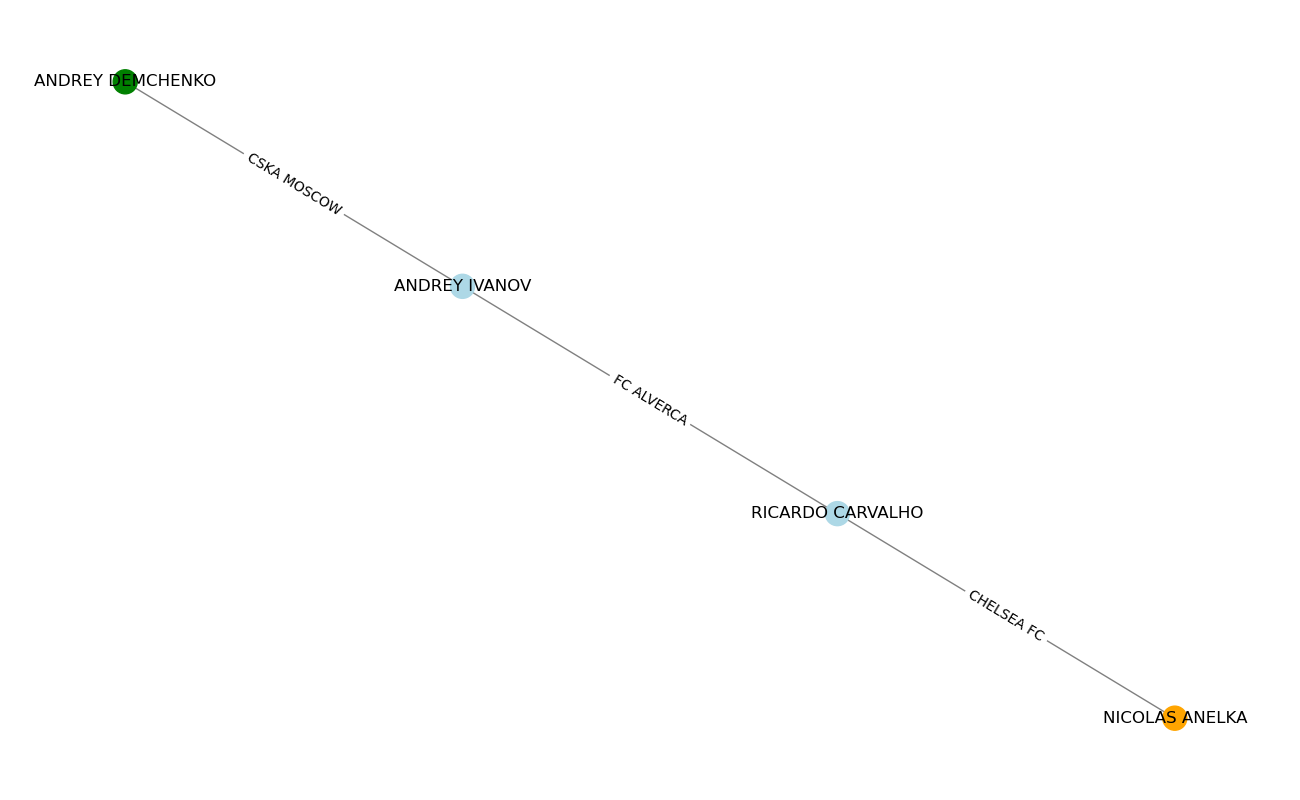 ANDREY DEMCHENKO
CSKA MOSCOW
ANDREY IVANOV
FC ALVERCA
RICARDO CARVALHO
CHELSEA FC
NICOLAS ANELKA